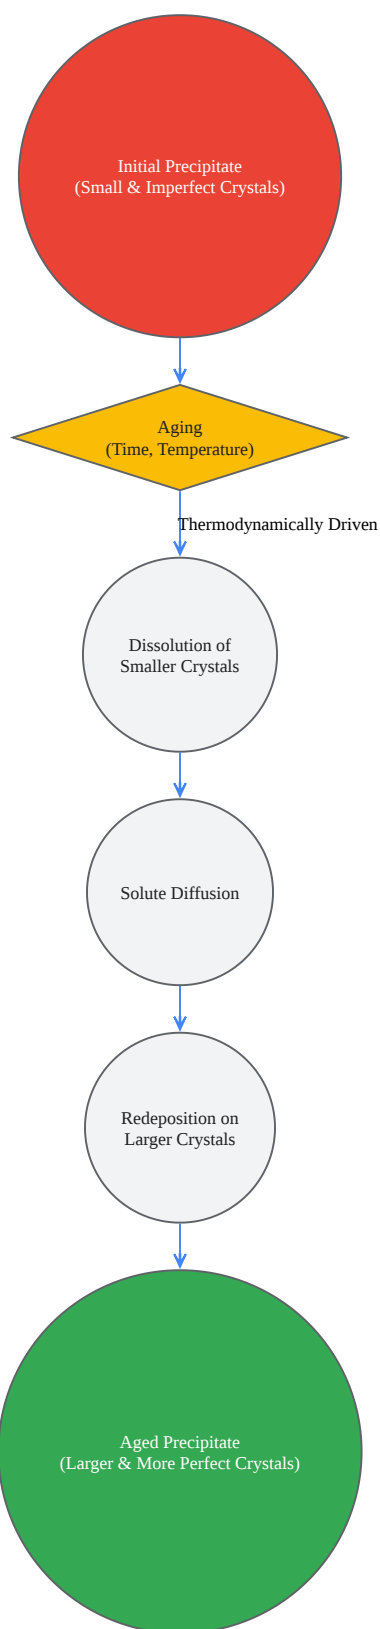 Initial Precipitate
(Small & Imperfect Crystals)
Aging
(Time, Temperature)
Thermodynamically Driven
Dissolution of
Smaller Crystals
Solute Diffusion
Redeposition on
Larger Crystals
Aged Precipitate
(Larger & More Perfect Crystals)